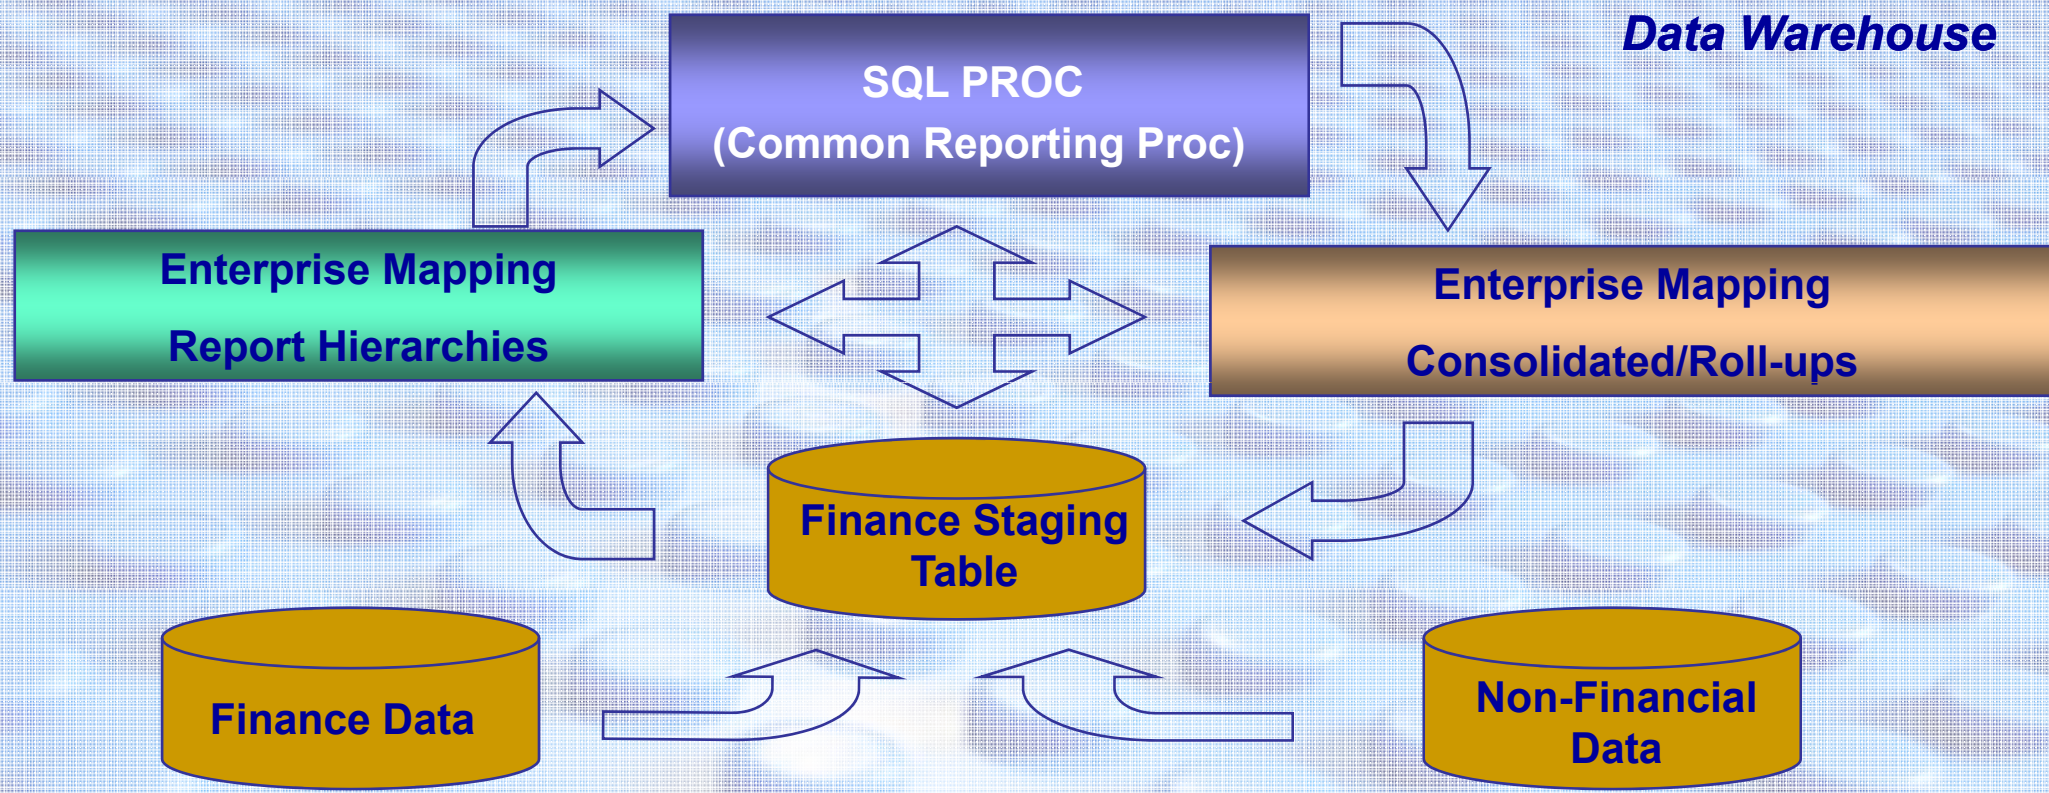 Data Warehouse
SQL PROC
(Common Reporting Proc)
Enterprise Mapping
Report Hierarchies
Enterprise Mapping
Consolidated/Roll-ups
Finance Staging
Table
Finance Data
Non-Financial
Data